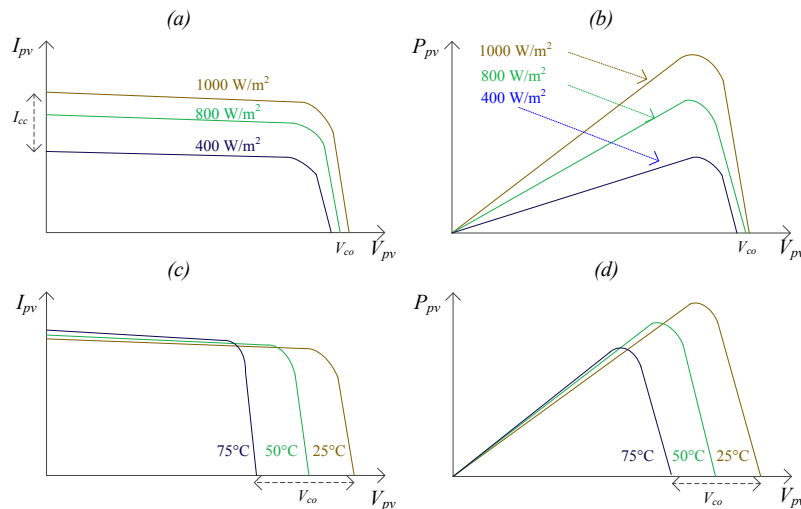 (a)
I_pv
1000 W/m²
I_cc
800 W/m²
400 W/m²
V_co
V_pv
(b)
P_pv
1000 W/m²
800 W/m²
400 W/m²
V_co
V_pv
(c)
I_pv
75°C
50°C
25°C
V_co
V_pv
(d)
P_pv
75°C
50°C
25°C
V_co
V_pv